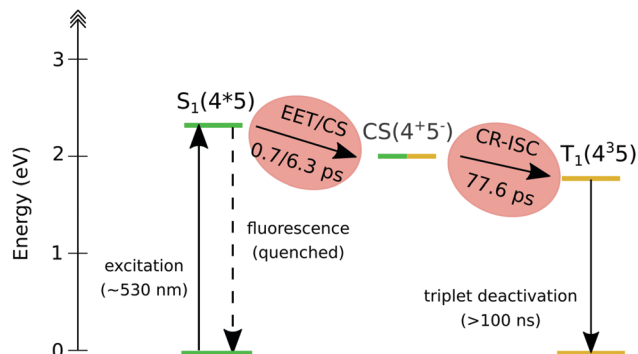 3
2
1
0
Energy (eV)
S₁(4*5)
EET/CS
0.7/6.3 ps
CS(4⁺5⁻)
CR-ISC
77.6 ps
T₁(4³5)
fluorescence
(quenched)
excitation
(~530 nm)
triplet deactivation
(>100 ns)